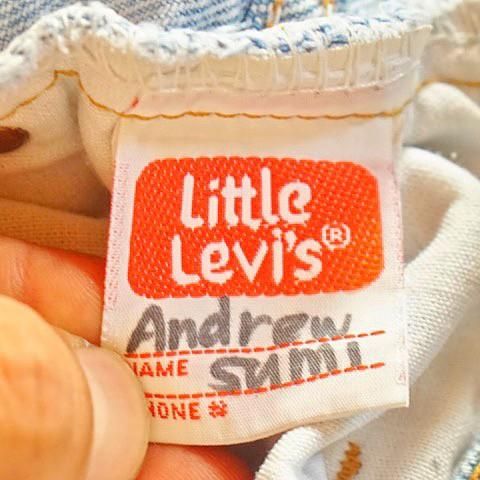 Little
Levi's®
Andrew
NAME Sumi
HONE #